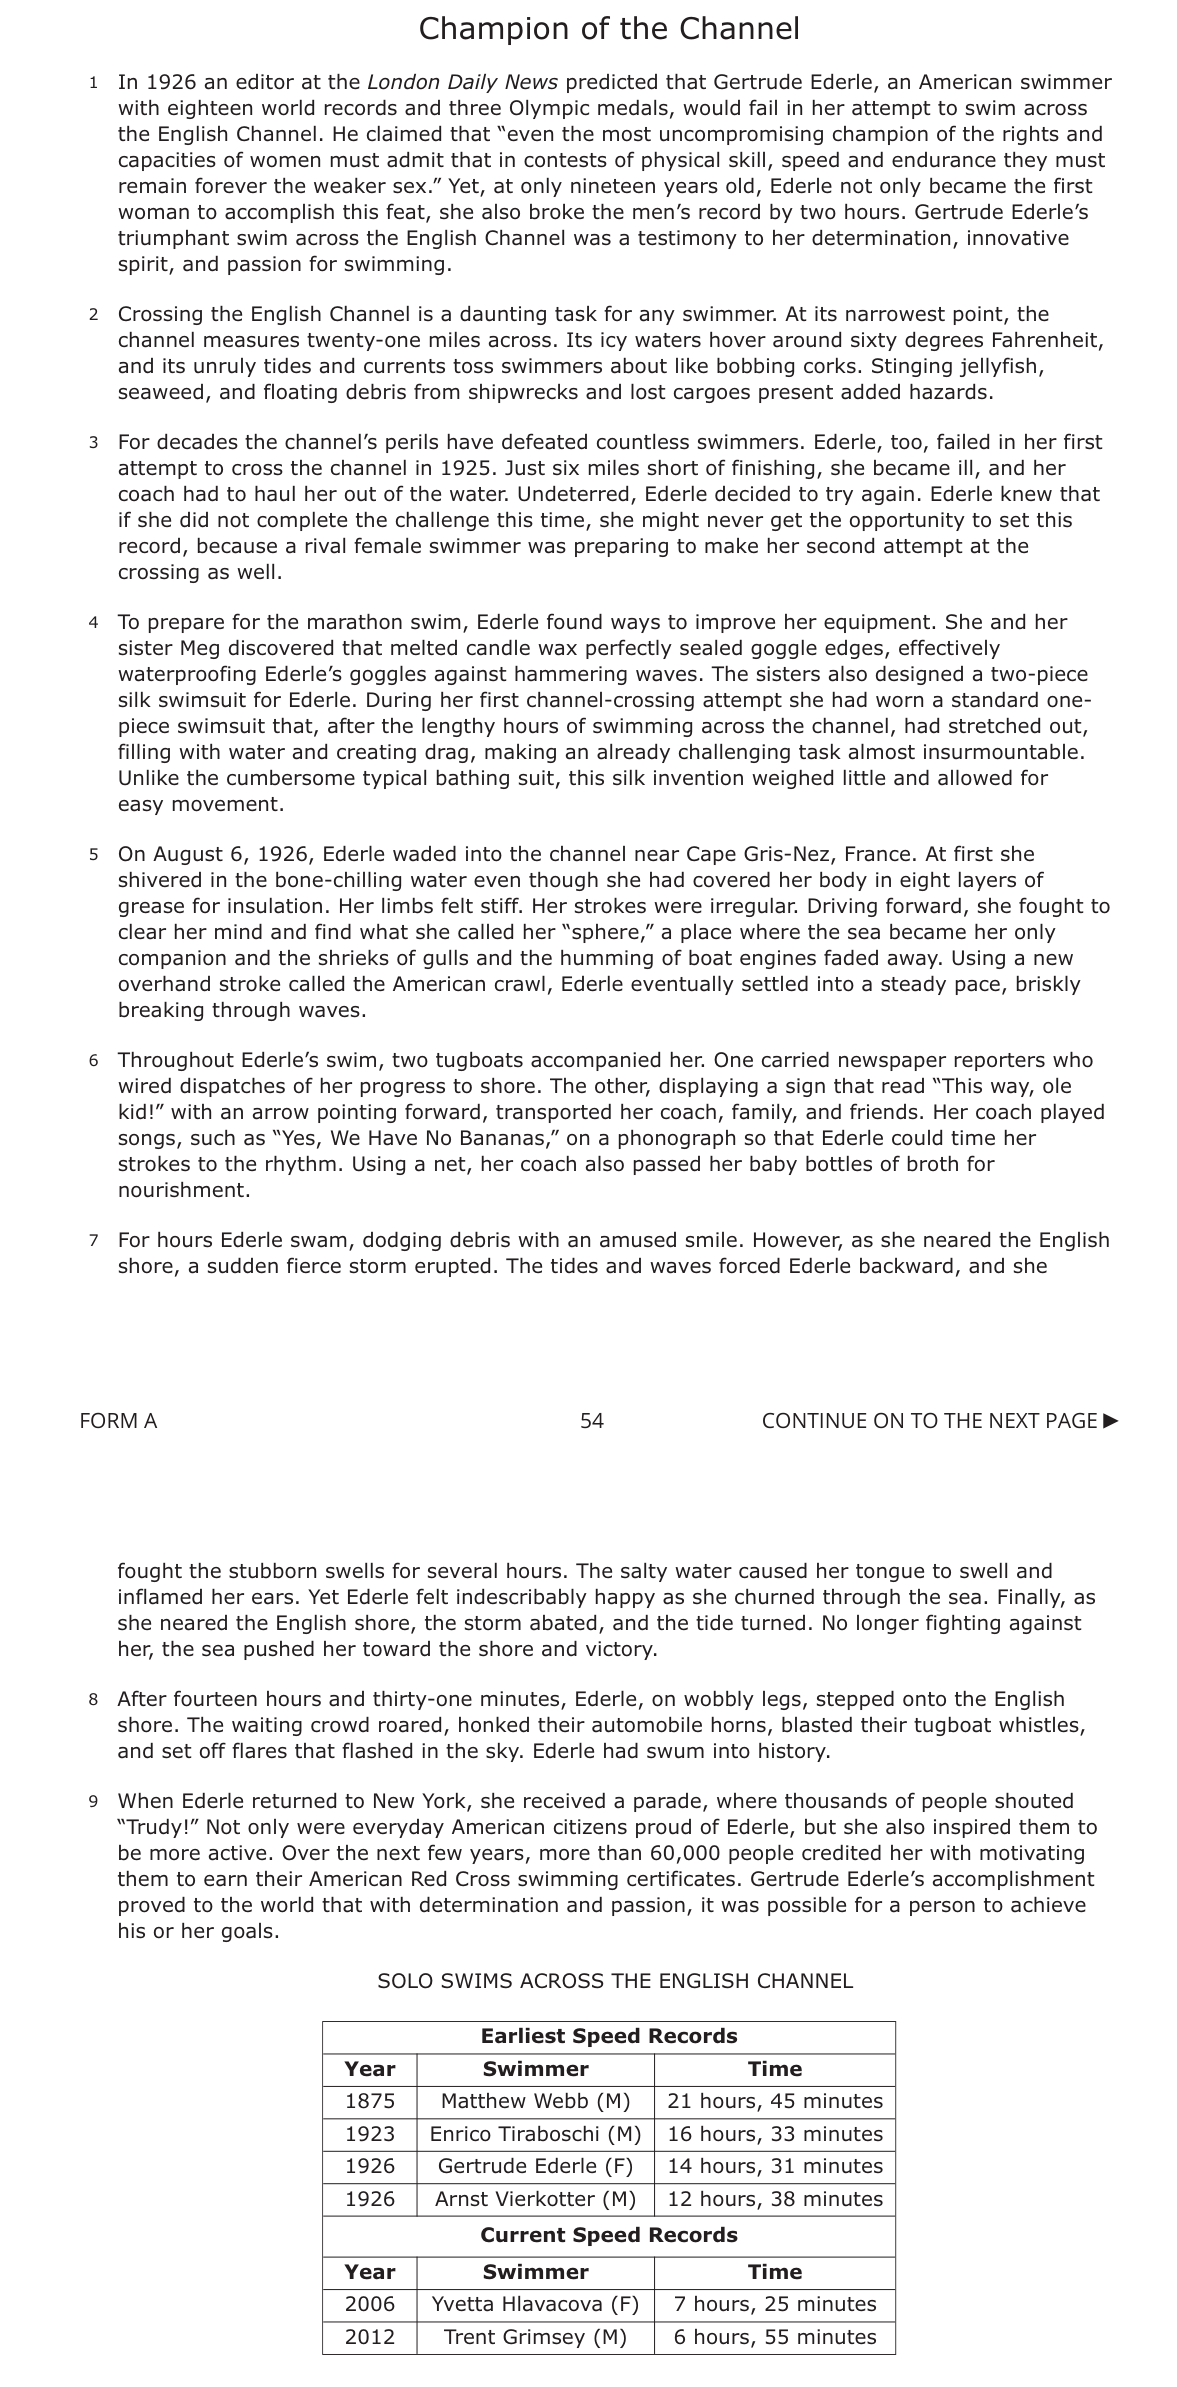 Champion of the Channel
1 In 1926 an editor at the London Daily News predicted that Gertrude Ederle, an American swimmer
with eighteen world records and three Olympic medals, would fail in her attempt to swim across
the English Channel. He claimed that “even the most uncompromising champion of the rights and
capacities of women must admit that in contests of physical skill, speed and endurance they must
remain forever the weaker sex.” Yet, at only nineteen years old, Ederle not only became the first
woman to accomplish this feat, she also broke the men’s record by two hours. Gertrude Ederle’s
triumphant swim across the English Channel was a testimony to her determination, innovative
spirit, and passion for swimming.
2 Crossing the English Channel is a daunting task for any swimmer. At its narrowest point, the
channel measures twenty-one miles across. Its icy waters hover around sixty degrees Fahrenheit,
and its unruly tides and currents toss swimmers about like bobbing corks. Stinging jellyfish,
seaweed, and floating debris from shipwrecks and lost cargoes present added hazards.
3 For decades the channel’s perils have defeated countless swimmers. Ederle, too, failed in her first
attempt to cross the channel in 1925. Just six miles short of finishing, she became ill, and her
coach had to haul her out of the water. Undeterred, Ederle decided to try again. Ederle knew that
if she did not complete the challenge this time, she might never get the opportunity to set this
record, because a rival female swimmer was preparing to make her second attempt at the
crossing as well.
4 To prepare for the marathon swim, Ederle found ways to improve her equipment. She and her
sister Meg discovered that melted candle wax perfectly sealed goggle edges, effectively
waterproofing Ederle’s goggles against hammering waves. The sisters also designed a two-piece
silk swimsuit for Ederle. During her first channel-crossing attempt she had worn a standard one-
piece swimsuit that, after the lengthy hours of swimming across the channel, had stretched out,
filling with water and creating drag, making an already challenging task almost insurmountable.
Unlike the cumbersome typical bathing suit, this silk invention weighed little and allowed for
easy movement.
5 On August 6, 1926, Ederle waded into the channel near Cape Gris-Nez, France. At first she
shivered in the bone-chilling water even though she had covered her body in eight layers of
grease for insulation. Her limbs felt stiff. Her strokes were irregular. Driving forward, she fought to
clear her mind and find what she called her “sphere,” a place where the sea became her only
companion and the shrieks of gulls and the humming of boat engines faded away. Using a new
overhand stroke called the American crawl, Ederle eventually settled into a steady pace, briskly
breaking through waves.
6 Throughout Ederle’s swim, two tugboats accompanied her. One carried newspaper reporters who
wired dispatches of her progress to shore. The other, displaying a sign that read “This way, ole
kid!” with an arrow pointing forward, transported her coach, family, and friends. Her coach played
songs, such as “Yes, We Have No Bananas,” on a phonograph so that Ederle could time her
strokes to the rhythm. Using a net, her coach also passed her baby bottles of broth for
nourishment.
7 For hours Ederle swam, dodging debris with an amused smile. However, as she neared the English
shore, a sudden fierce storm erupted. The tides and waves forced Ederle backward, and she
FORM A 54 CONTINUE ON TO THE NEXT PAGE ►
fought the stubborn swells for several hours. The salty water caused her tongue to swell and
inflamed her ears. Yet Ederle felt indescribably happy as she churned through the sea. Finally, as
she neared the English shore, the storm abated, and the tide turned. No longer fighting against
her, the sea pushed her toward the shore and victory.
8 After fourteen hours and thirty-one minutes, Ederle, on wobbly legs, stepped onto the English
shore. The waiting crowd roared, honked their automobile horns, blasted their tugboat whistles,
and set off flares that flashed in the sky. Ederle had swum into history.
9 When Ederle returned to New York, she received a parade, where thousands of people shouted
“Trudy!” Not only were everyday American citizens proud of Ederle, but she also inspired them to
be more active. Over the next few years, more than 60,000 people credited her with motivating
them to earn their American Red Cross swimming certificates. Gertrude Ederle’s accomplishment
proved to the world that with determination and passion, it was possible for a person to achieve
his or her goals.
SOLO SWIMS ACROSS THE ENGLISH CHANNEL
Earliest Speed Records
Year Swimmer Time
1875 Matthew Webb (M) 21 hours, 45 minutes
1923 Enrico Tiraboschi (M) 16 hours, 33 minutes
1926 Gertrude Ederle (F) 14 hours, 31 minutes
1926 Arnst Vierkotter (M) 12 hours, 38 minutes
Current Speed Records
Year Swimmer Time
2006 Yvetta Hlavacova (F) 7 hours, 25 minutes
2012 Trent Grimsey (M) 6 hours, 55 minutes